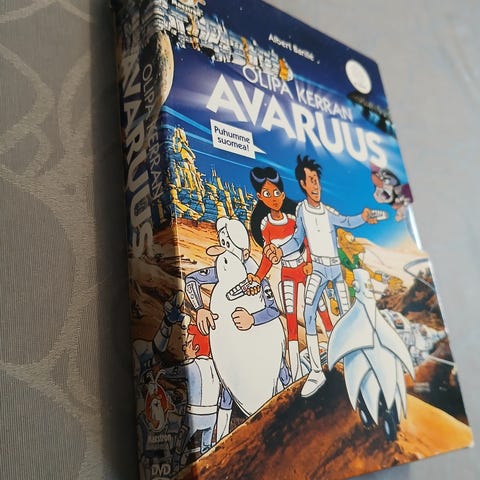 Albert Barillé
OLIPA KERRAN
AVARUUS
Puhumme
suomea!
OLIPA KERRAN
AVARUUS
DVD